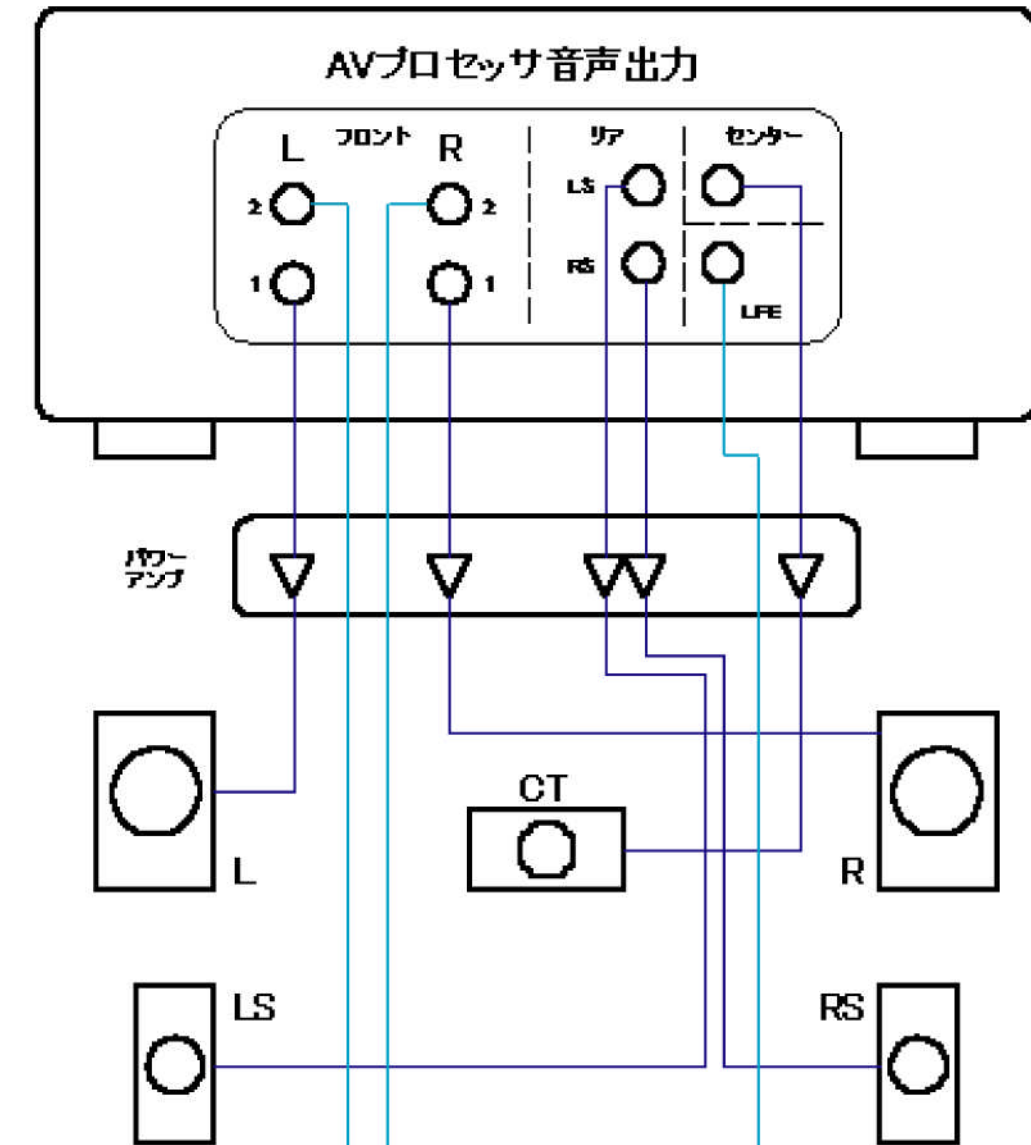 AVプロセッサ音声出力
L フロント R リア センター
2 2 LS
1 1 RS
LFE
パワー
アンプ
CT
L R
LS RS